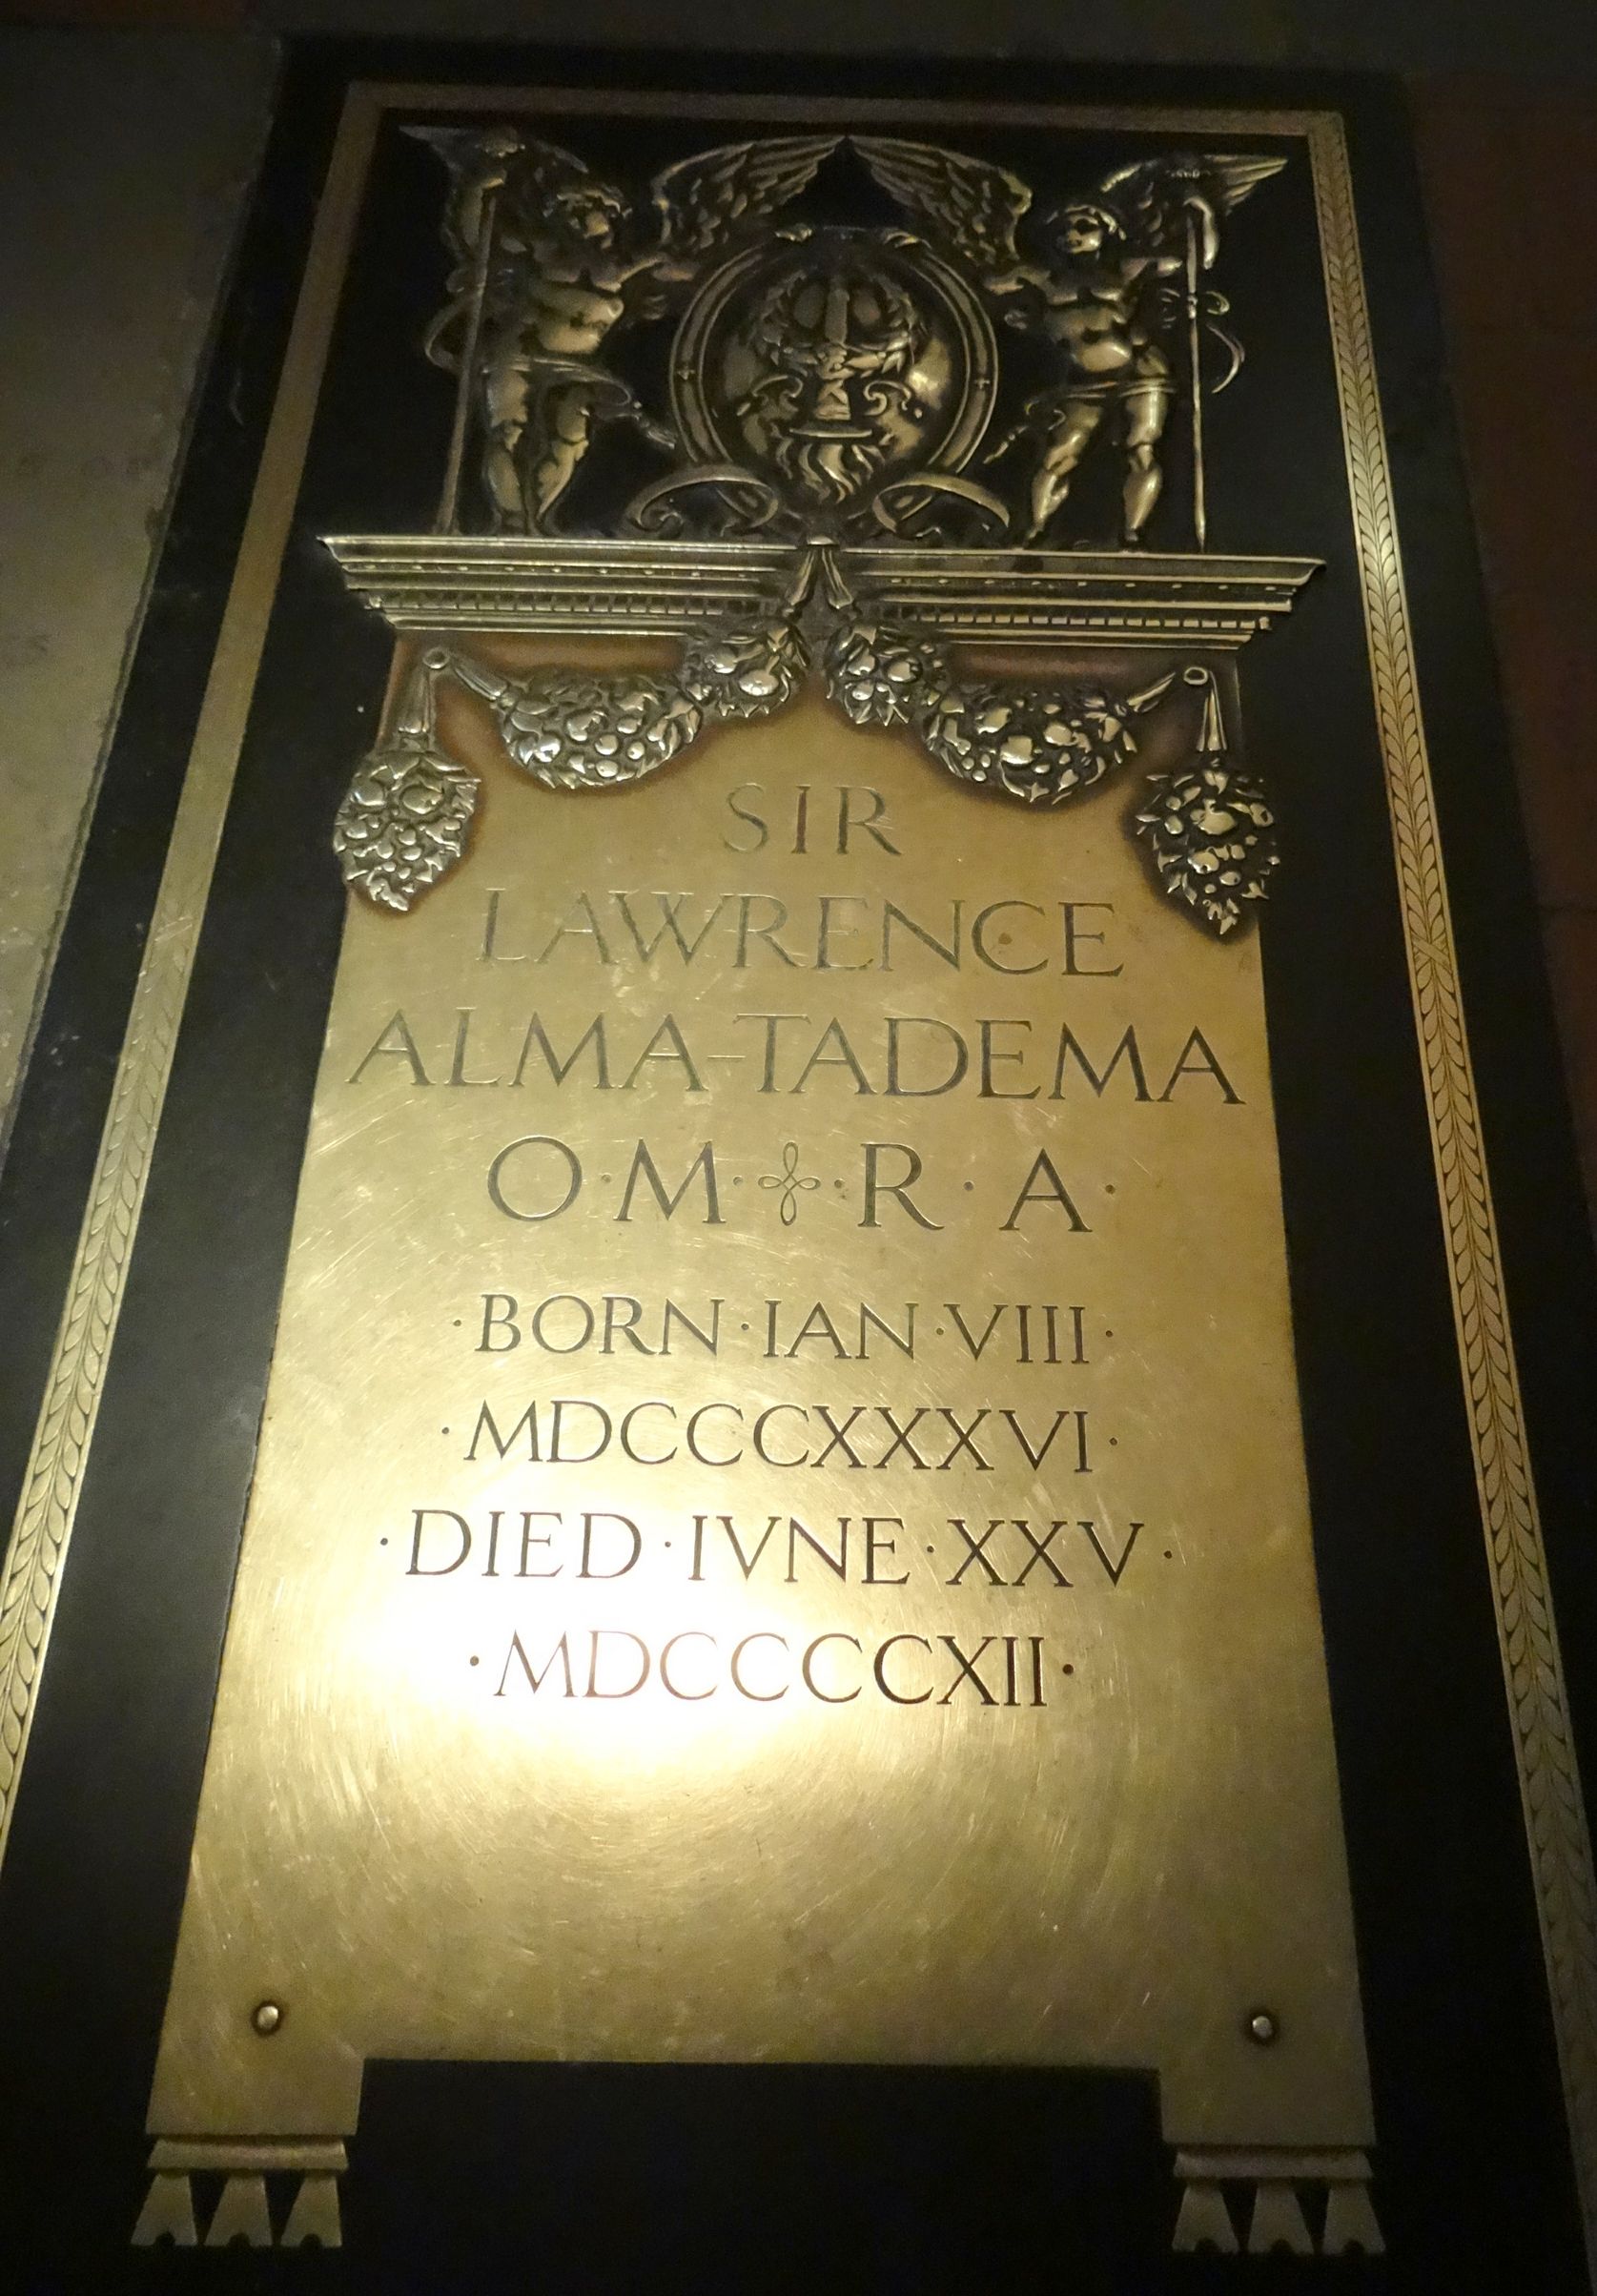 SIR
LAWRENCE
ALMA-TADEMA
O·M·✤·R·A·
·BORN·IAN·VIII·
·MDCCCXXXVI·
·DIED·IVNE·XXV·
·MDCCCCXII·